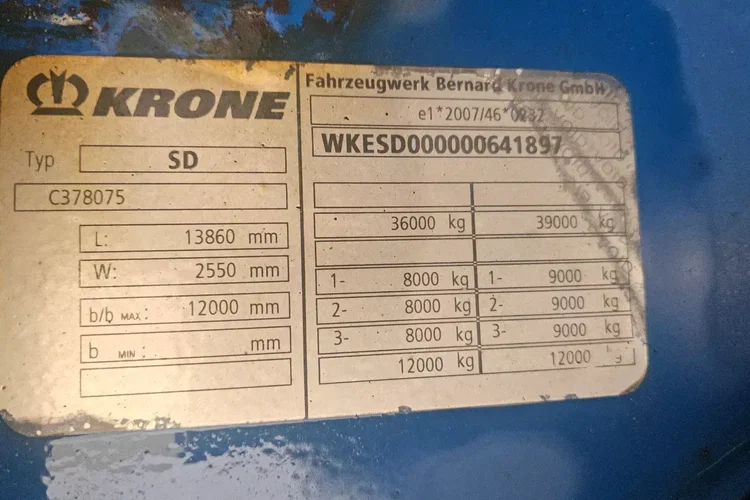 KRONE
Typ SD
C378075
L: 13860 mm
W: 2550 mm
b/b MAX: 12000 mm
b MIN: mm
Fahrzeugwerk Bernard Krone GmbH
e1*2007/46*0232
WKESD000000641897
36000 kg 39000 kg
1- 8000 kg 1- 9000 kg
2- 8000 kg 2- 9000 kg
3- 8000 kg 3- 9000 kg
12000 kg 12000 g